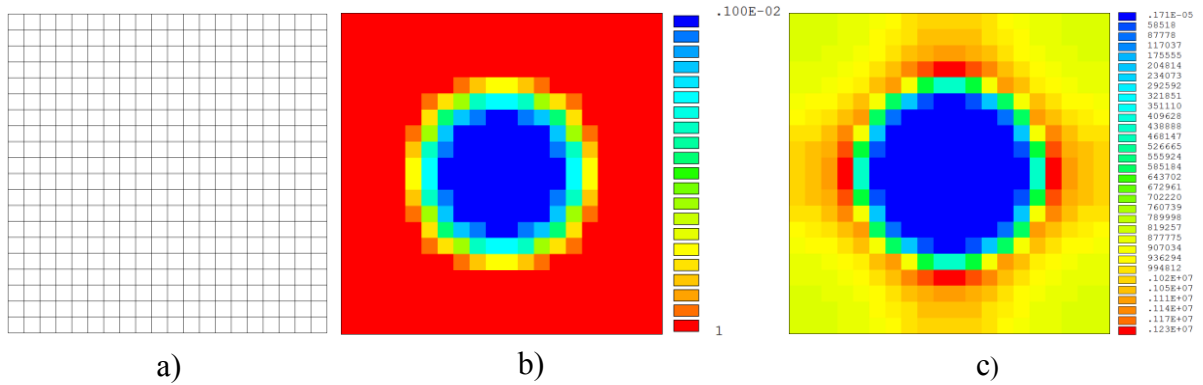 .100E-02
1
.171E-05
58518
87778
117037
175555
204814
234073
292592
321851
351110
409628
438888
468147
526665
555924
585184
643702
672961
702220
760739
789998
819257
877775
907034
936294
994812
.102E+07
.105E+07
.111E+07
.114E+07
.117E+07
.123E+07
a)
b)
c)